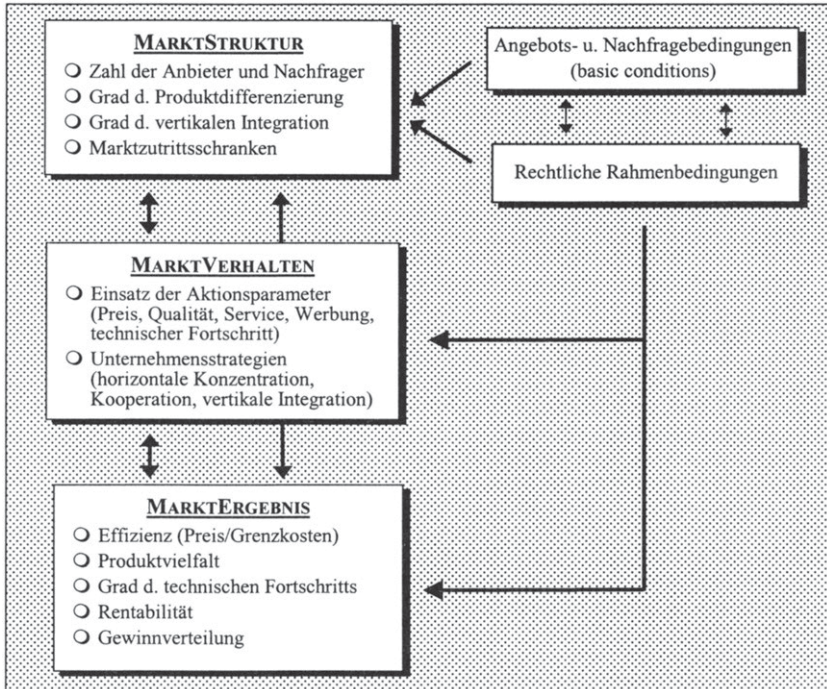 MARKTSTRUKTUR
❍ Zahl der Anbieter und Nachfrager
❍ Grad d. Produktdifferenzierung
❍ Grad d. vertikalen Integration
❍ Marktzutrittsschranken
Angebots- u. Nachfragebedingungen
(basic conditions)
Rechtliche Rahmenbedingungen
MARKTVERHALTEN
❍ Einsatz der Aktionsparameter
(Preis, Qualität, Service, Werbung,
technischer Fortschritt)
❍ Unternehmensstrategien
(horizontale Konzentration,
Kooperation, vertikale Integration)
MARKTERGEBNIS
❍ Effizienz (Preis/Grenzkosten)
❍ Produktvielfalt
❍ Grad d. technischen Fortschritts
❍ Rentabilität
❍ Gewinnverteilung